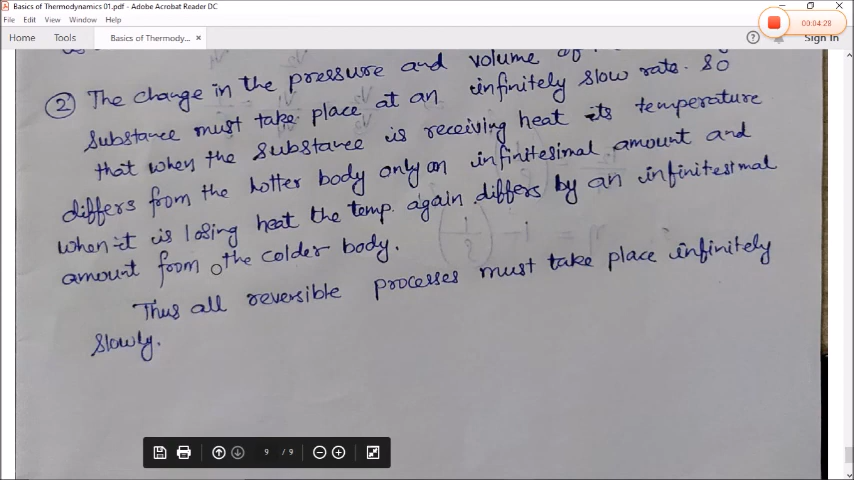 Basics of Thermodynamics 01.pdf - Adobe Acrobat Reader DC
File Edit View Window Help
Home Tools Basics of Thermody... × ? Sign In
00:04:28
② The change in the pressure and volume of
Substance must take place at an infinitely slow rate. So
that when the substance is receiving heat its temperature
differs from the hotter body only an infinitesimal amount and
when it is losing heat the temp. again differs by an infinitesimal
amount from the colder body.
Thus all reversible processes must take place infinitely
slowly.
9 / 9